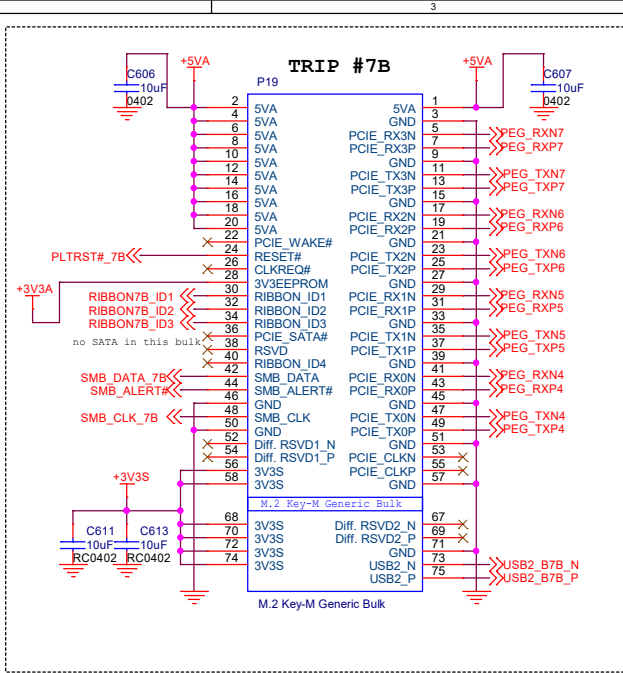 3
TRIP #7B
+5VA
+5VA
C606
10uF
0402
C607
10uF
0402
P19
2 5VA 5VA 1
4 5VA GND 3
6 5VA PCIE_RX3N 5 PEG_RXN7
8 5VA PCIE_RX3P 7 PEG_RXP7
10 5VA GND 9
12 5VA PCIE_TX3N 11 PEG_TXN7
14 5VA PCIE_TX3P 13 PEG_TXP7
16 5VA GND 15
18 5VA PCIE_RX2N 17 PEG_RXN6
20 5VA PCIE_RX2P 19 PEG_RXP6
22 PCIE_WAKE# GND 21
PLTRST#_7B 24 RESET# PCIE_TX2N 23 PEG_TXN6
26 CLKREQ# PCIE_TX2P 25 PEG_TXP6
+3V3A 28 3V3EEPROM GND 27
RIBBON7B_ID1 30 RIBBON_ID1 PCIE_RX1N 29 PEG_RXN5
RIBBON7B_ID2 32 RIBBON_ID2 PCIE_RX1P 31 PEG_RXP5
RIBBON7B_ID3 34 RIBBON_ID3 GND 33
no SATA in this bulk 36 PCIE_SATA# PCIE_TX1N 35 PEG_TXN5
38 RSVD PCIE_TX1P 37 PEG_TXP5
40 RIBBON_ID4 GND 39
SMB_DATA_7B 42 SMB_DATA PCIE_RX0N 41 PEG_RXN4
SMB_ALERT# 44 SMB_ALERT# PCIE_RX0P 43 PEG_RXP4
46 GND GND 45
SMB_CLK_7B 48 SMB_CLK PCIE_TX0N 47 PEG_TXN4
50 GND PCIE_TX0P 49 PEG_TXP4
52 Diff. RSVD1_N GND 51
54 Diff. RSVD1_P PCIE_CLKN 53
56 3V3S PCIE_CLKP 55
58 3V3S GND 57
+3V3S
M.2 Key-M Generic Bulk
68 3V3S Diff. RSVD2_N 67
70 3V3S Diff. RSVD2_P 69
72 3V3S GND 71
74 3V3S USB2_N 73 USB2_B7B_N
USB2_P 75 USB2_B7B_P
C611
10uF
RC0402
C613
10uF
RC0402
M.2 Key-M Generic Bulk